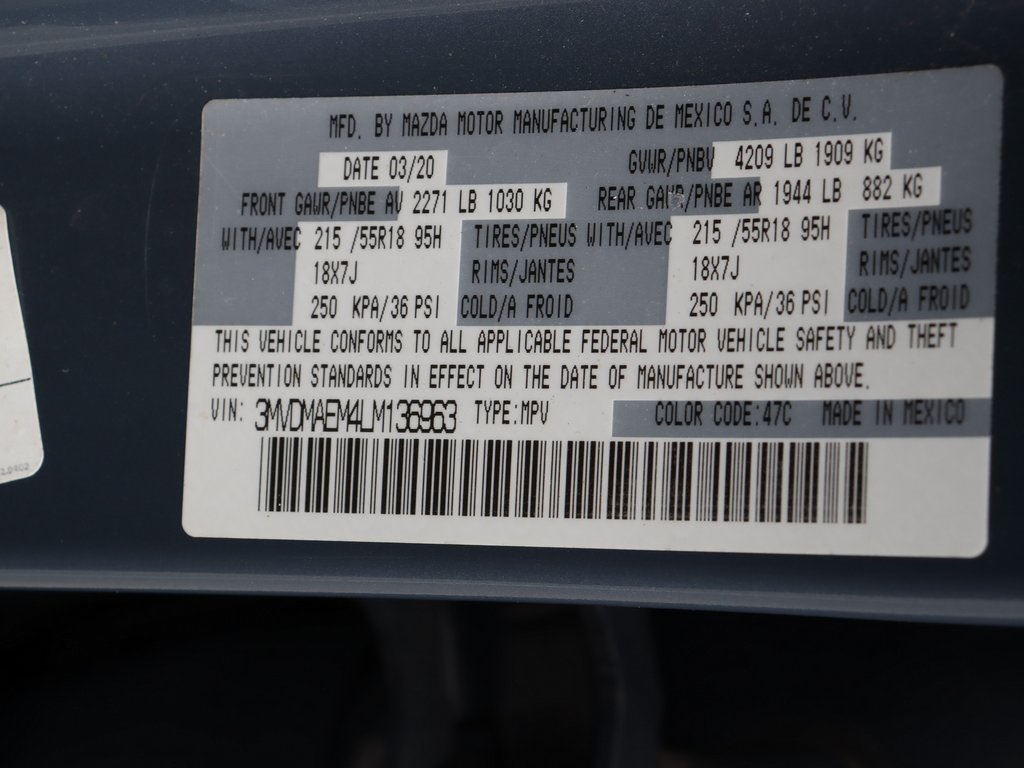 MFD. BY MAZDA MOTOR MANUFACTURING DE MEXICO S.A. DE C.V.
DATE 03/20 GVWR/PNBV 4209 LB 1909 KG
FRONT GAWR/PNBE AV 2271 LB 1030 KG REAR GAWR/PNBE AR 1944 LB 882 KG
WITH/AVEC 215 /55R18 95H TIRES/PNEUS WITH/AVEC 215 /55R18 95H TIRES/PNEUS
18X7J RIMS/JANTES 18X7J RIMS/JANTES
250 KPA/36 PSI COLD/A FROID 250 KPA/36 PSI COLD/A FROID
THIS VEHICLE CONFORMS TO ALL APPLICABLE FEDERAL MOTOR VEHICLE SAFETY AND THEFT
PREVENTION STANDARDS IN EFFECT ON THE DATE OF MANUFACTURE SHOWN ABOVE.
VIN: 3MVDMAEM4LM136963 TYPE:MPV COLOR CODE:47C MADE IN MEXICO